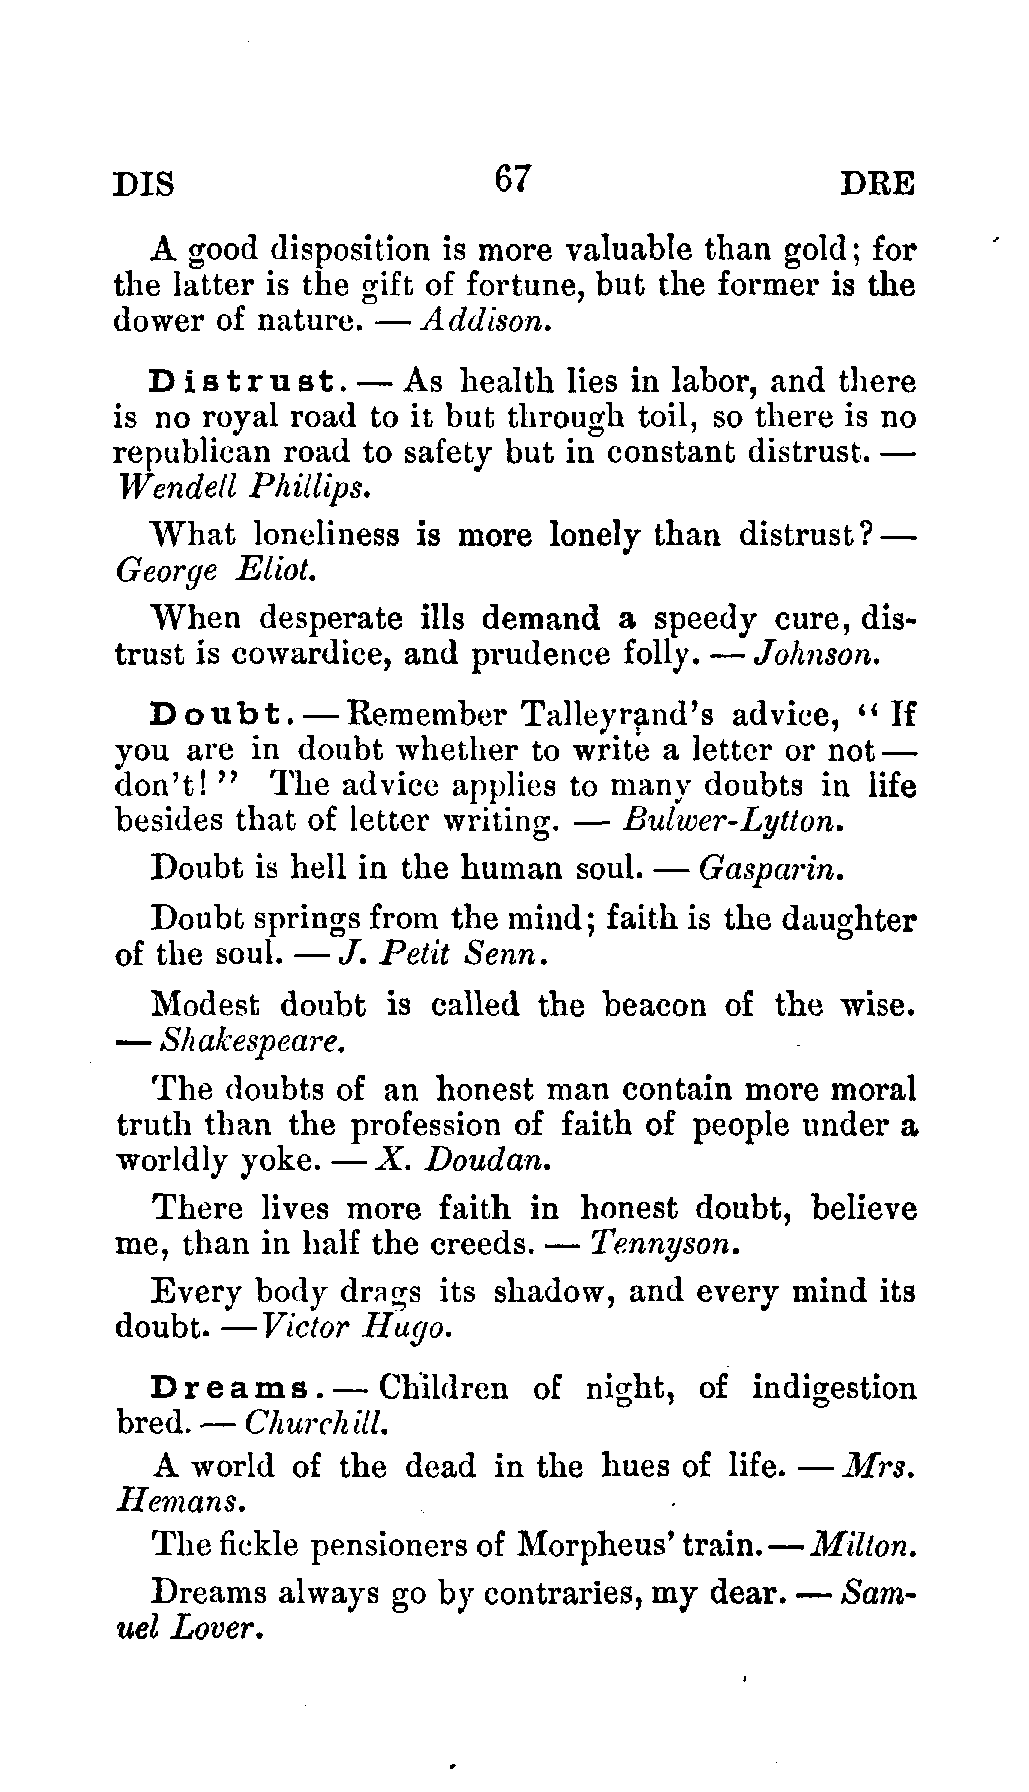 DIS 67 DRE
A good disposition is more valuable than gold; for
the latter is the gift of fortune, but the former is the
dower of nature. — Addison.
Distrust. — As health lies in labor, and there
is no royal road to it but through toil, so there is no
republican road to safety but in constant distrust. —
Wendell Phillips.
What loneliness is more lonely than distrust? —
George Eliot.
When desperate ills demand a speedy cure, dis-
trust is cowardice, and prudence folly. — Johnson.
Doubt. — Remember Talleyrand's advice, “ If
you are in doubt whether to write a letter or not —
don't! ” The advice applies to many doubts in life
besides that of letter writing. — Bulwer-Lytton.
Doubt is hell in the human soul. — Gasparin.
Doubt springs from the mind; faith is the daughter
of the soul. — J. Petit Senn.
Modest doubt is called the beacon of the wise.
— Shakespeare.
The doubts of an honest man contain more moral
truth than the profession of faith of people under a
worldly yoke. — X. Doudan.
There lives more faith in honest doubt, believe
me, than in half the creeds. — Tennyson.
Every body drags its shadow, and every mind its
doubt. — Victor Hugo.
Dreams. — Children of night, of indigestion
bred. — Churchill.
A world of the dead in the hues of life. — Mrs.
Hemans.
The fickle pensioners of Morpheus' train. — Milton.
Dreams always go by contraries, my dear. — Sam-
uel Lover.